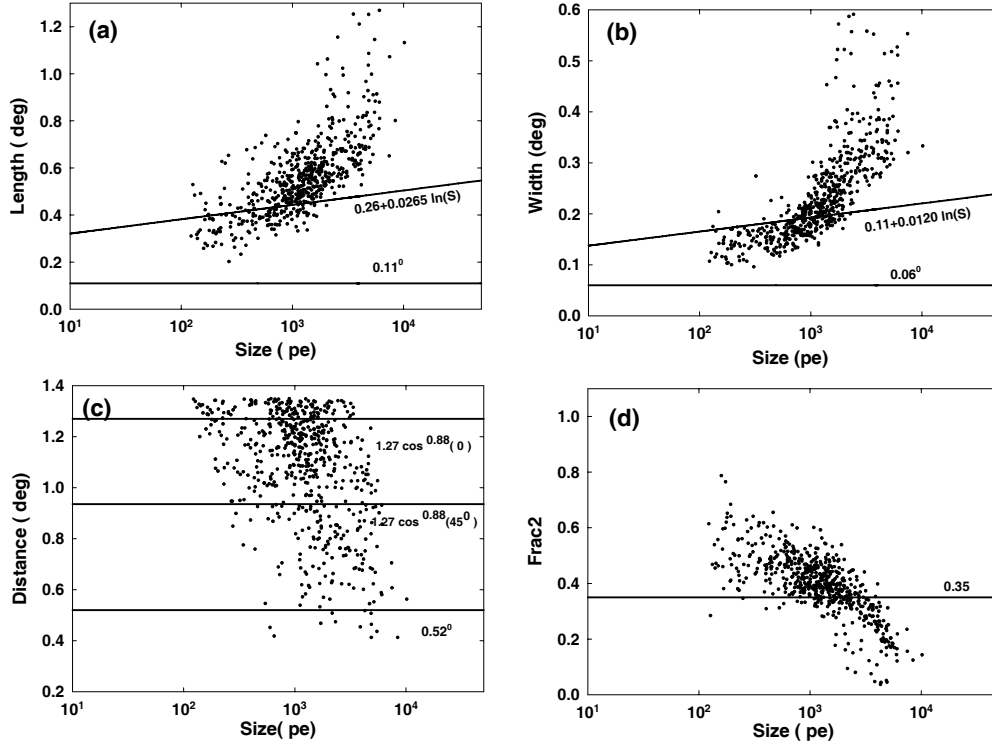 (a)
Length ( deg)
1.2
1.0
0.8
0.6
0.4
0.2
0.0
0.26+0.0265 ln(S)
0.11⁰
10¹ 10² 10³ 10⁴
Size ( pe)
(b)
Width (deg)
0.6
0.5
0.4
0.3
0.2
0.1
0.0
0.11+0.0120 ln(S)
0.06⁰
10¹ 10² 10³ 10⁴
Size ( pe)
(c)
Distance ( deg)
1.4
1.2
1.0
0.8
0.6
0.4
0.2
1.27 cos ⁰·⁸⁸( 0 )
1.27 cos ⁰·⁸⁸(45⁰ )
0.52⁰
10¹ 10² 10³ 10⁴
Size( pe)
(d)
Frac2
1.0
0.8
0.6
0.4
0.2
0.0
0.35
10¹ 10² 10³ 10⁴
Size ( pe)